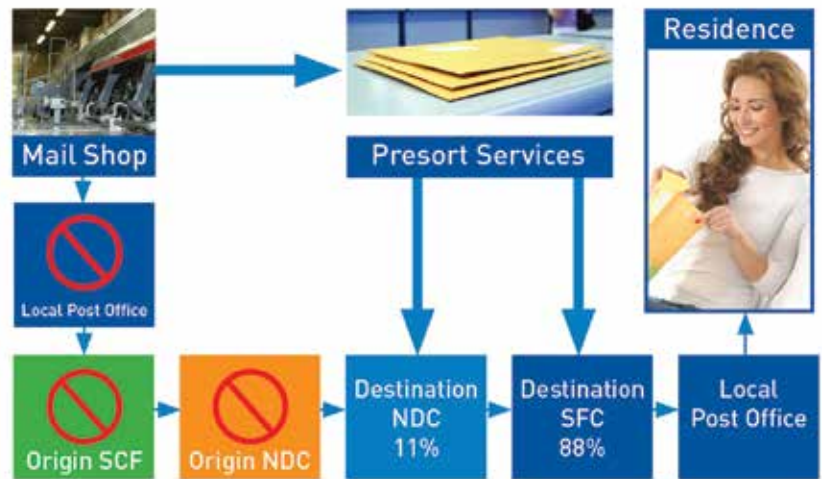 Residence
Mail Shop
Presort Services
Local Post Office
Origin SCF
Origin NDC
Destination
NDC
11%
Destination
SFC
88%
Local
Post Office